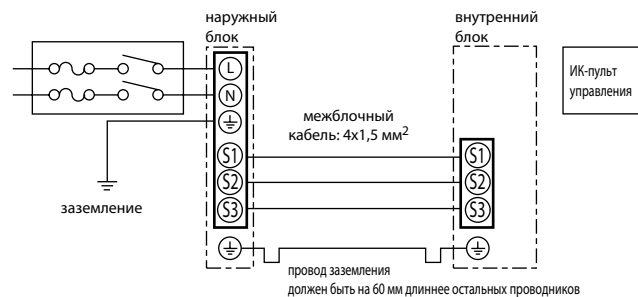 наружный
блок
внутренний
блок
L
N
ИК-пульт
управления
межблочный
кабель: 4x1,5 мм²
S1
S1
S2
S2
S3
S3
заземление
провод заземления
должен быть на 60 мм длиннее остальных проводников